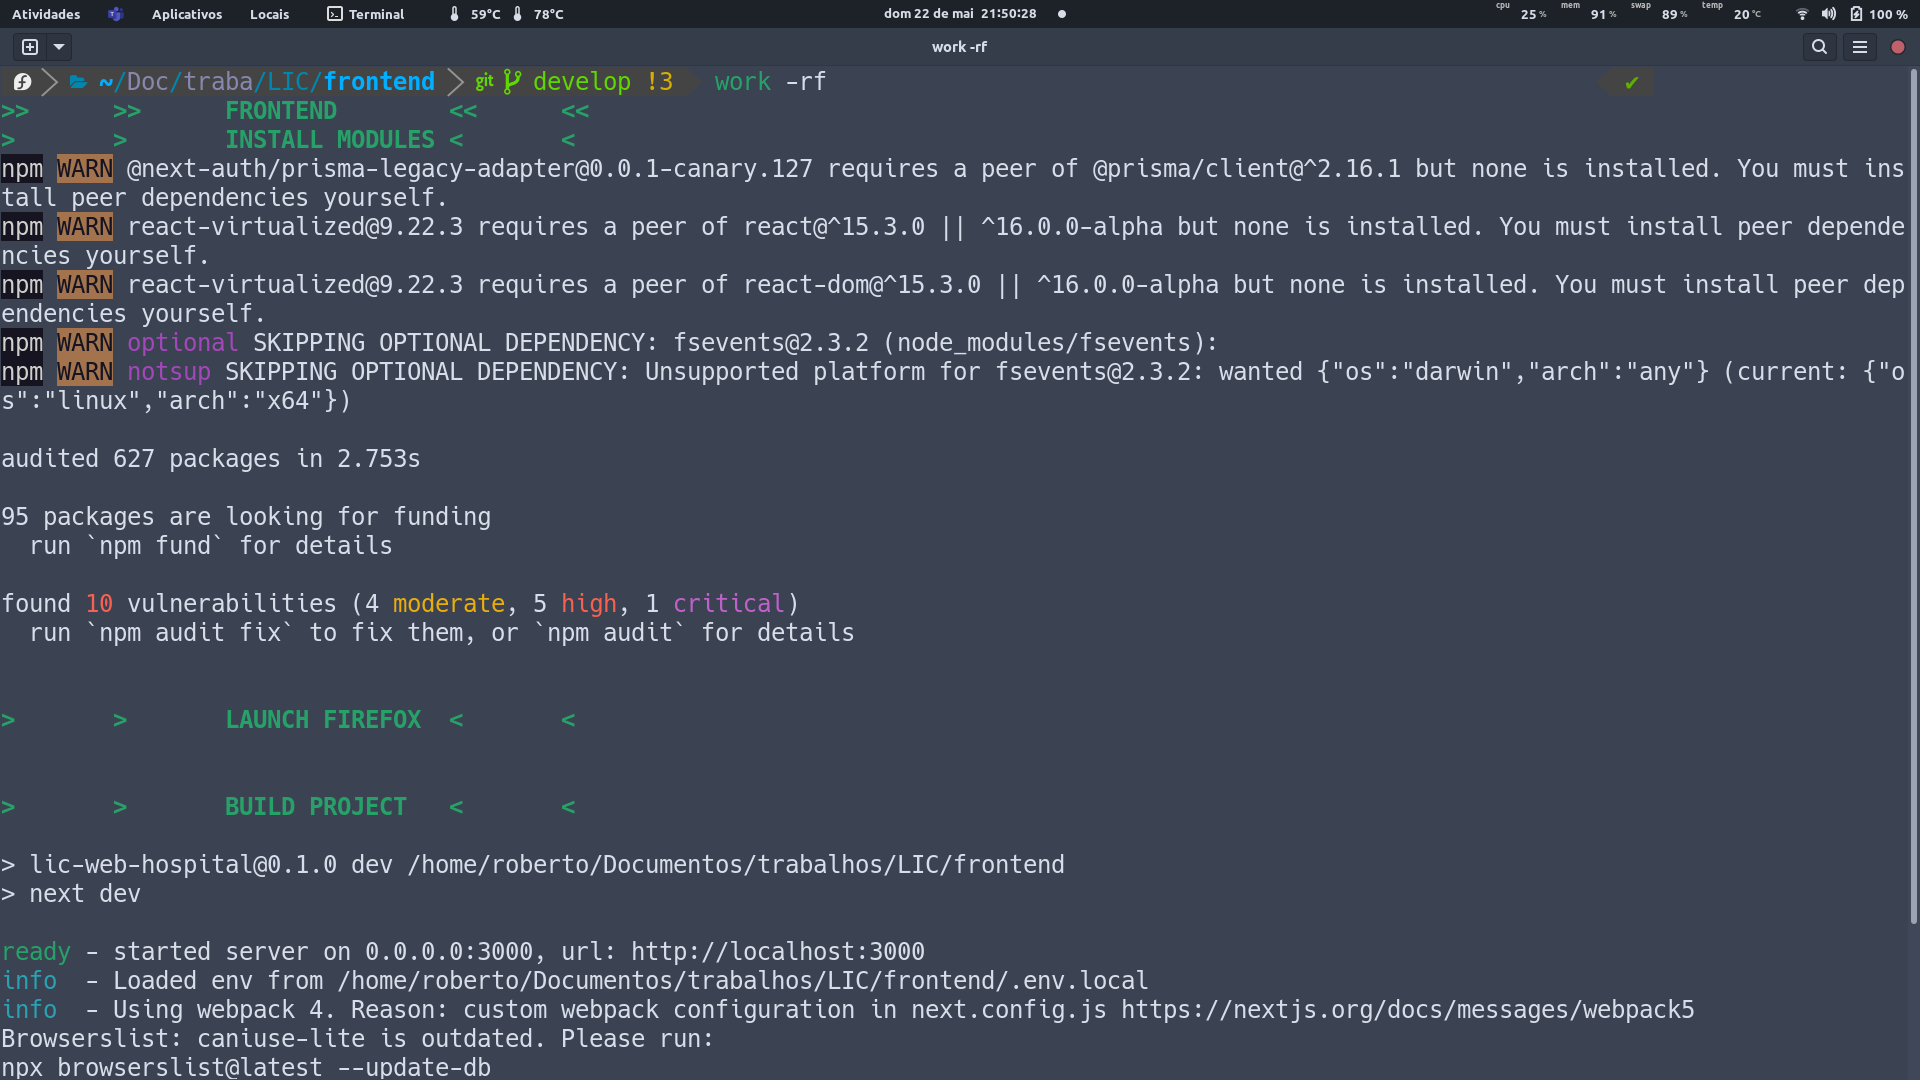 Atividades Aplicativos Locais Terminal 59°C 78°C dom 22 de mai 21:50:28 cpu 25 % mem 91 % swap 89 % temp 20 °C 100 %
work -rf
~/Doc/traba/LIC/frontend git develop !3 work -rf ✔
>> >> FRONTEND << <<
> > INSTALL MODULES < <
npm WARN @next-auth/prisma-legacy-adapter@0.0.1-canary.127 requires a peer of @prisma/client@^2.16.1 but none is installed. You must ins
tall peer dependencies yourself.
npm WARN react-virtualized@9.22.3 requires a peer of react@^15.3.0 || ^16.0.0-alpha but none is installed. You must install peer depende
ncies yourself.
npm WARN react-virtualized@9.22.3 requires a peer of react-dom@^15.3.0 || ^16.0.0-alpha but none is installed. You must install peer dep
endencies yourself.
npm WARN optional SKIPPING OPTIONAL DEPENDENCY: fsevents@2.3.2 (node_modules/fsevents):
npm WARN notsup SKIPPING OPTIONAL DEPENDENCY: Unsupported platform for fsevents@2.3.2: wanted {"os":"darwin","arch":"any"} (current: {"o
s":"linux","arch":"x64"})
audited 627 packages in 2.753s
95 packages are looking for funding
run `npm fund` for details
found 10 vulnerabilities (4 moderate, 5 high, 1 critical)
run `npm audit fix` to fix them, or `npm audit` for details
> > LAUNCH FIREFOX < <
> > BUILD PROJECT < <
> lic-web-hospital@0.1.0 dev /home/roberto/Documentos/trabalhos/LIC/frontend
> next dev
ready - started server on 0.0.0.0:3000, url: http://localhost:3000
info - Loaded env from /home/roberto/Documentos/trabalhos/LIC/frontend/.env.local
info - Using webpack 4. Reason: custom webpack configuration in next.config.js https://nextjs.org/docs/messages/webpack5
Browserslist: caniuse-lite is outdated. Please run:
npx browserslist@latest --update-db